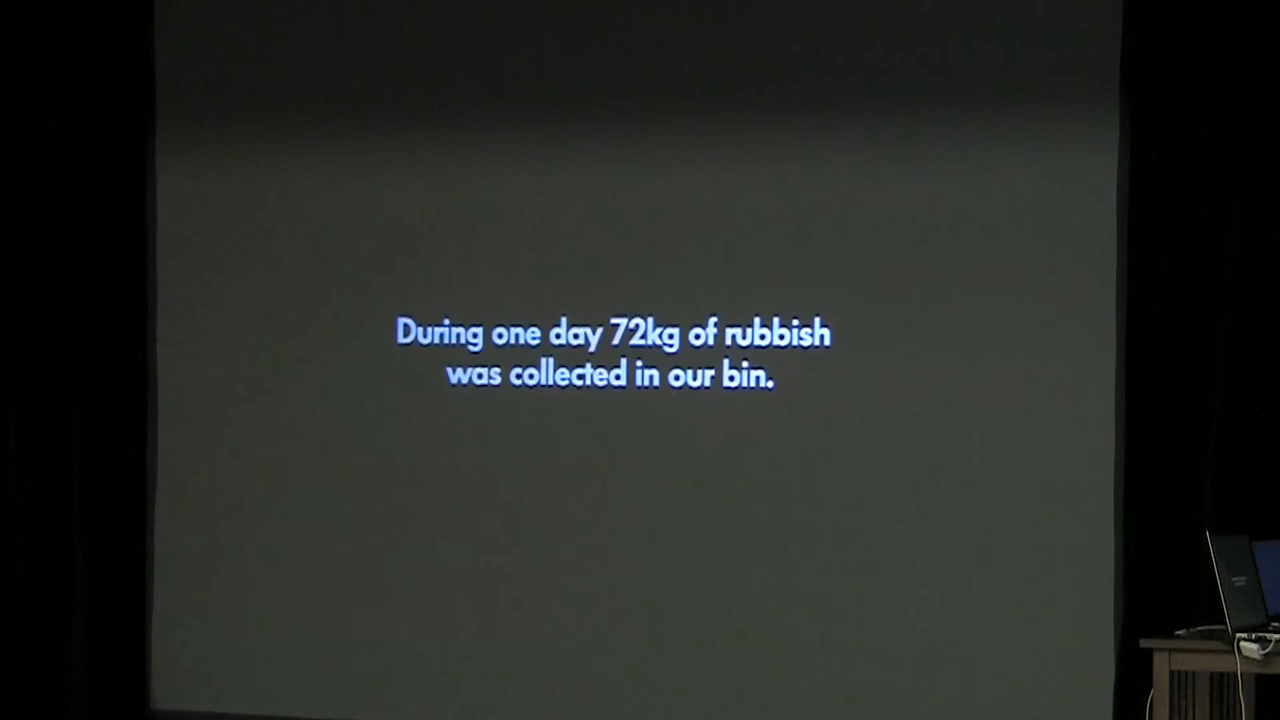 During one day 72kg of rubbish
was collected in our bin.